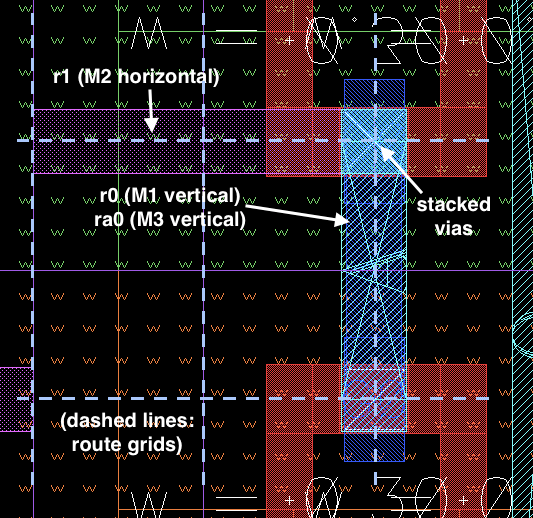 r1 (M2 horizontal)
r0 (M1 vertical)
ra0 (M3 vertical)
stacked
vias
(dashed lines:
route grids)